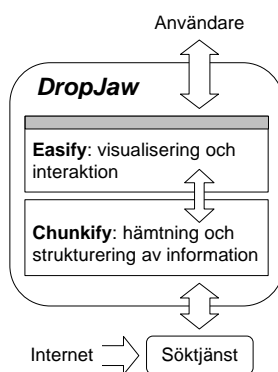 Användare
DropJaw
Easify: visualisering och
interaktion
Chunkify: hämtning och
strukturering av information
Internet
Söktjänst